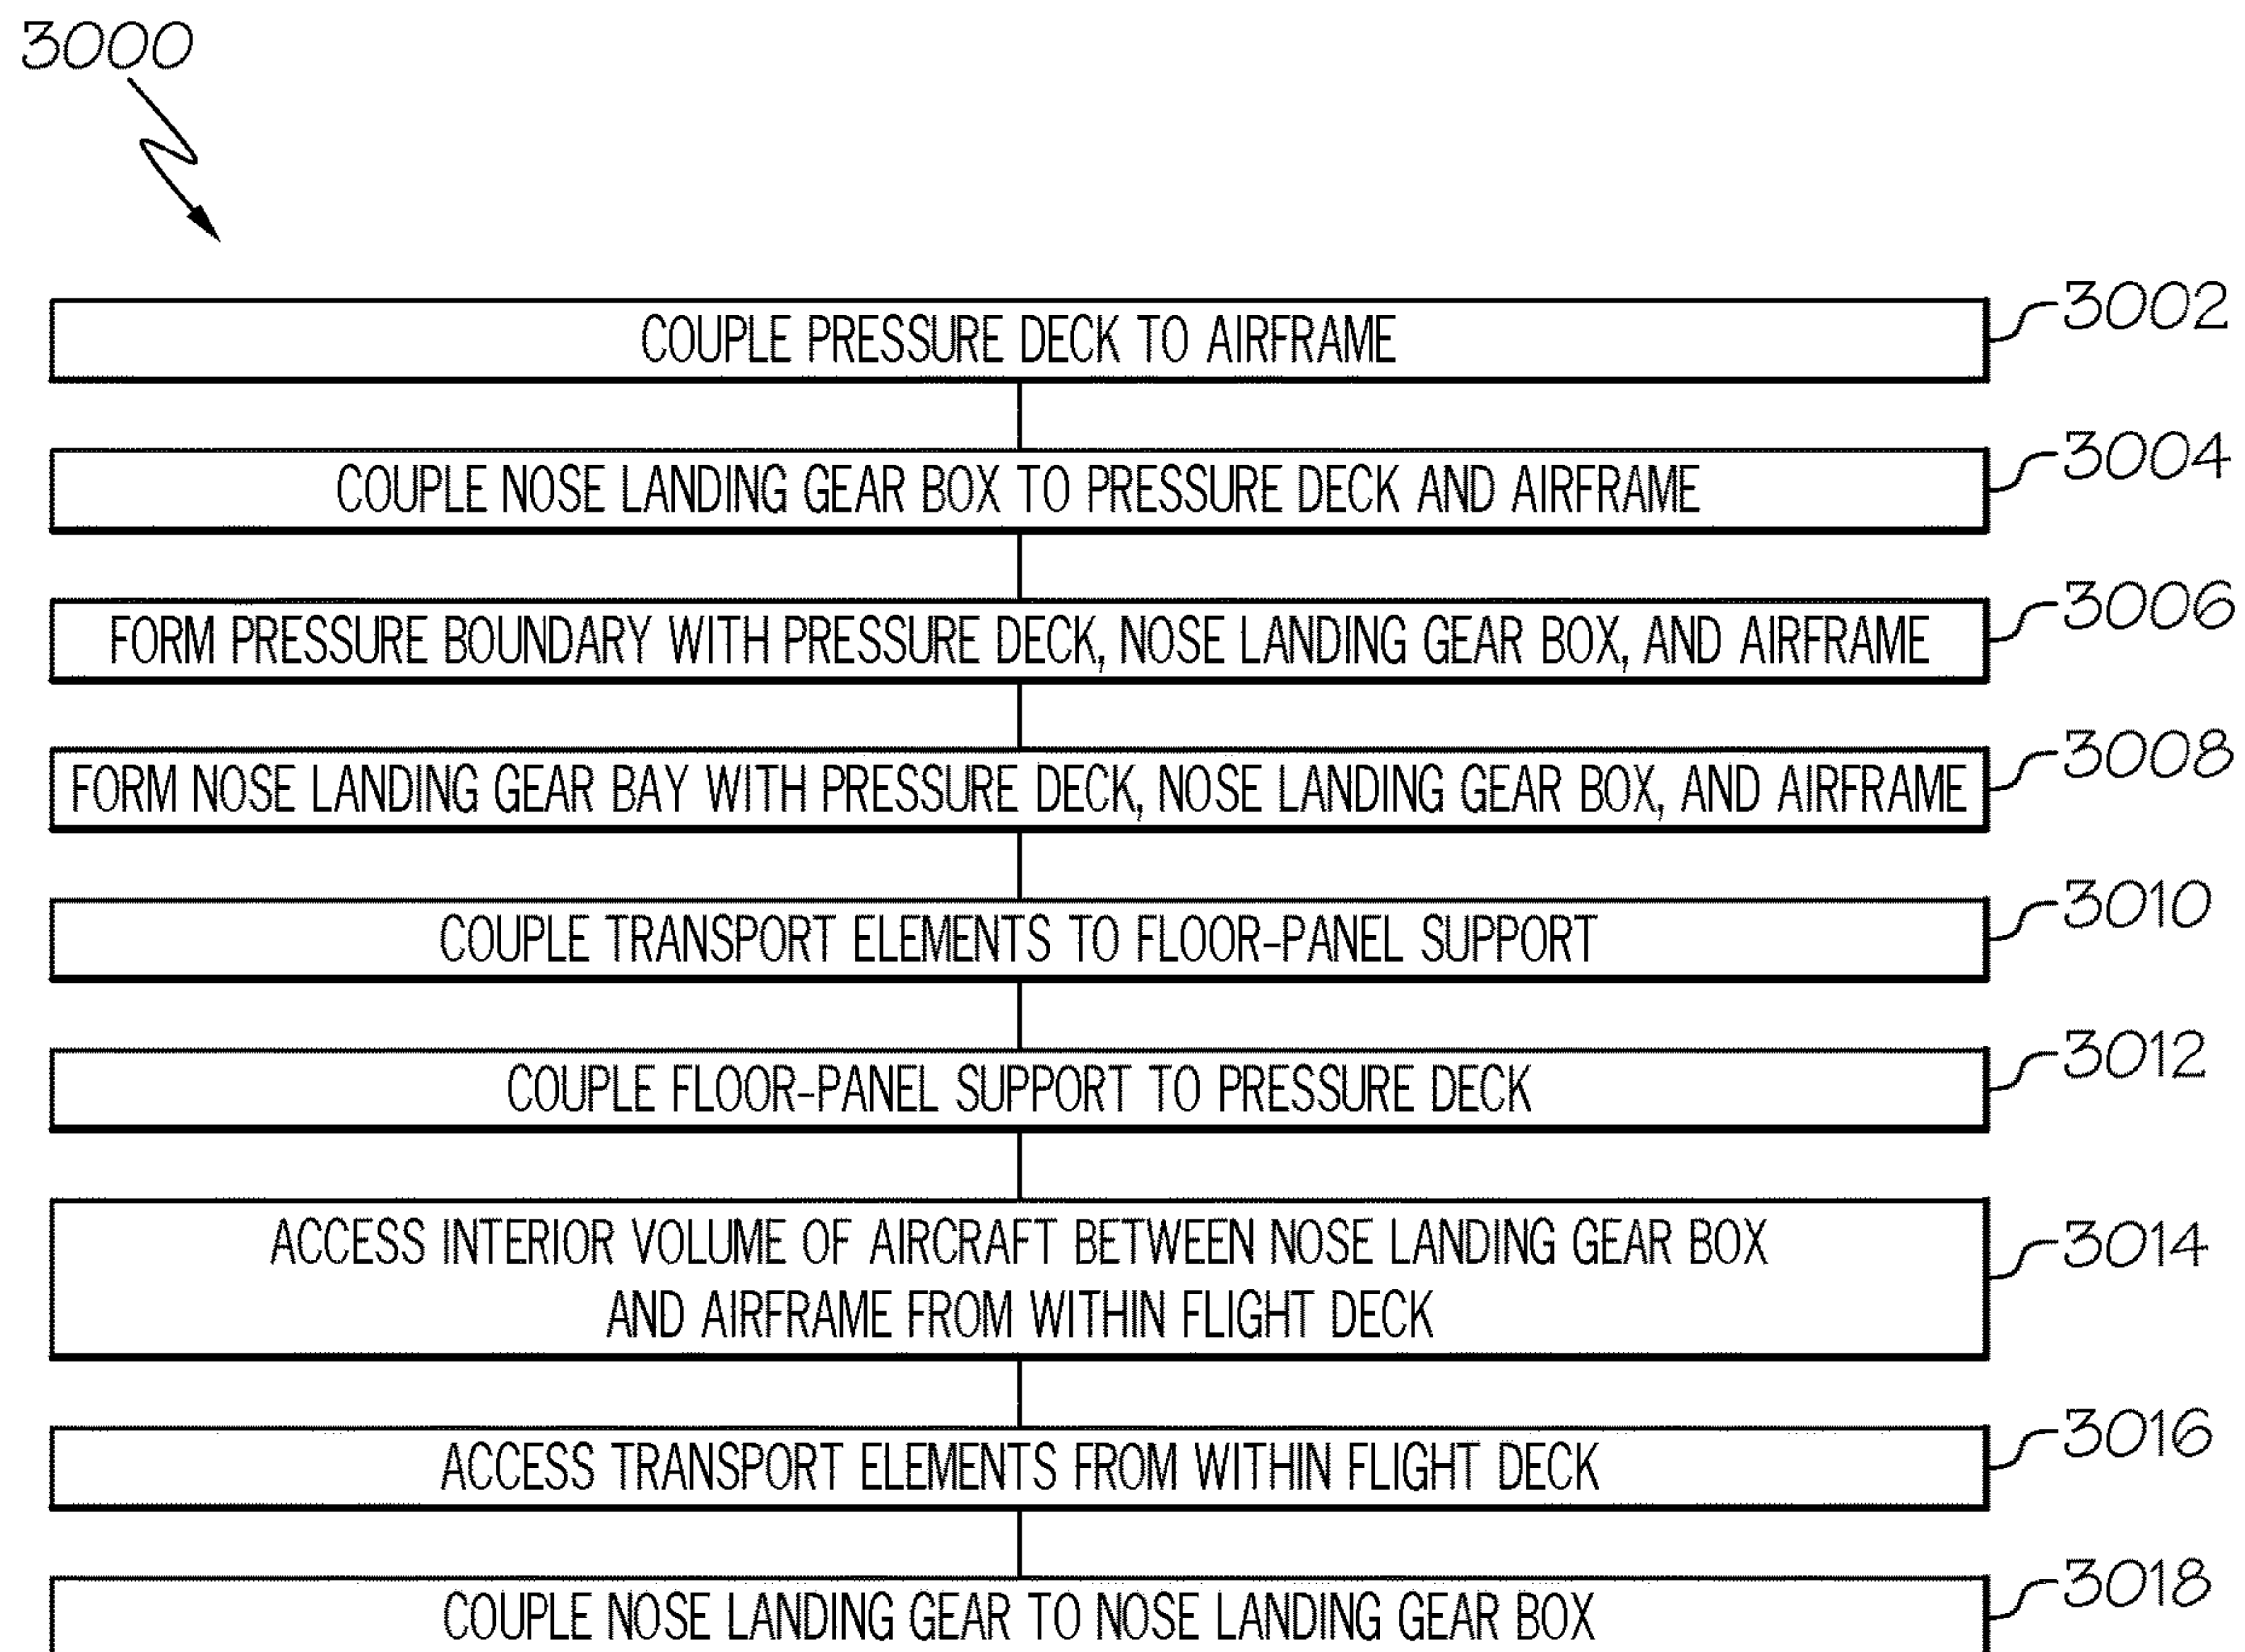 3000
COUPLE PRESSURE DECK TO AIRFRAME
3002
COUPLE NOSE LANDING GEAR BOX TO PRESSURE DECK AND AIRFRAME
3004
FORM PRESSURE BOUNDARY WITH PRESSURE DECK, NOSE LANDING GEAR BOX, AND AIRFRAME
3006
FORM NOSE LANDING GEAR BAY WITH PRESSURE DECK, NOSE LANDING GEAR BOX, AND AIRFRAME
3008
COUPLE TRANSPORT ELEMENTS TO FLOOR-PANEL SUPPORT
3010
COUPLE FLOOR-PANEL SUPPORT TO PRESSURE DECK
3012
ACCESS INTERIOR VOLUME OF AIRCRAFT BETWEEN NOSE LANDING GEAR BOX
AND AIRFRAME FROM WITHIN FLIGHT DECK
3014
ACCESS TRANSPORT ELEMENTS FROM WITHIN FLIGHT DECK
3016
COUPLE NOSE LANDING GEAR TO NOSE LANDING GEAR BOX
3018